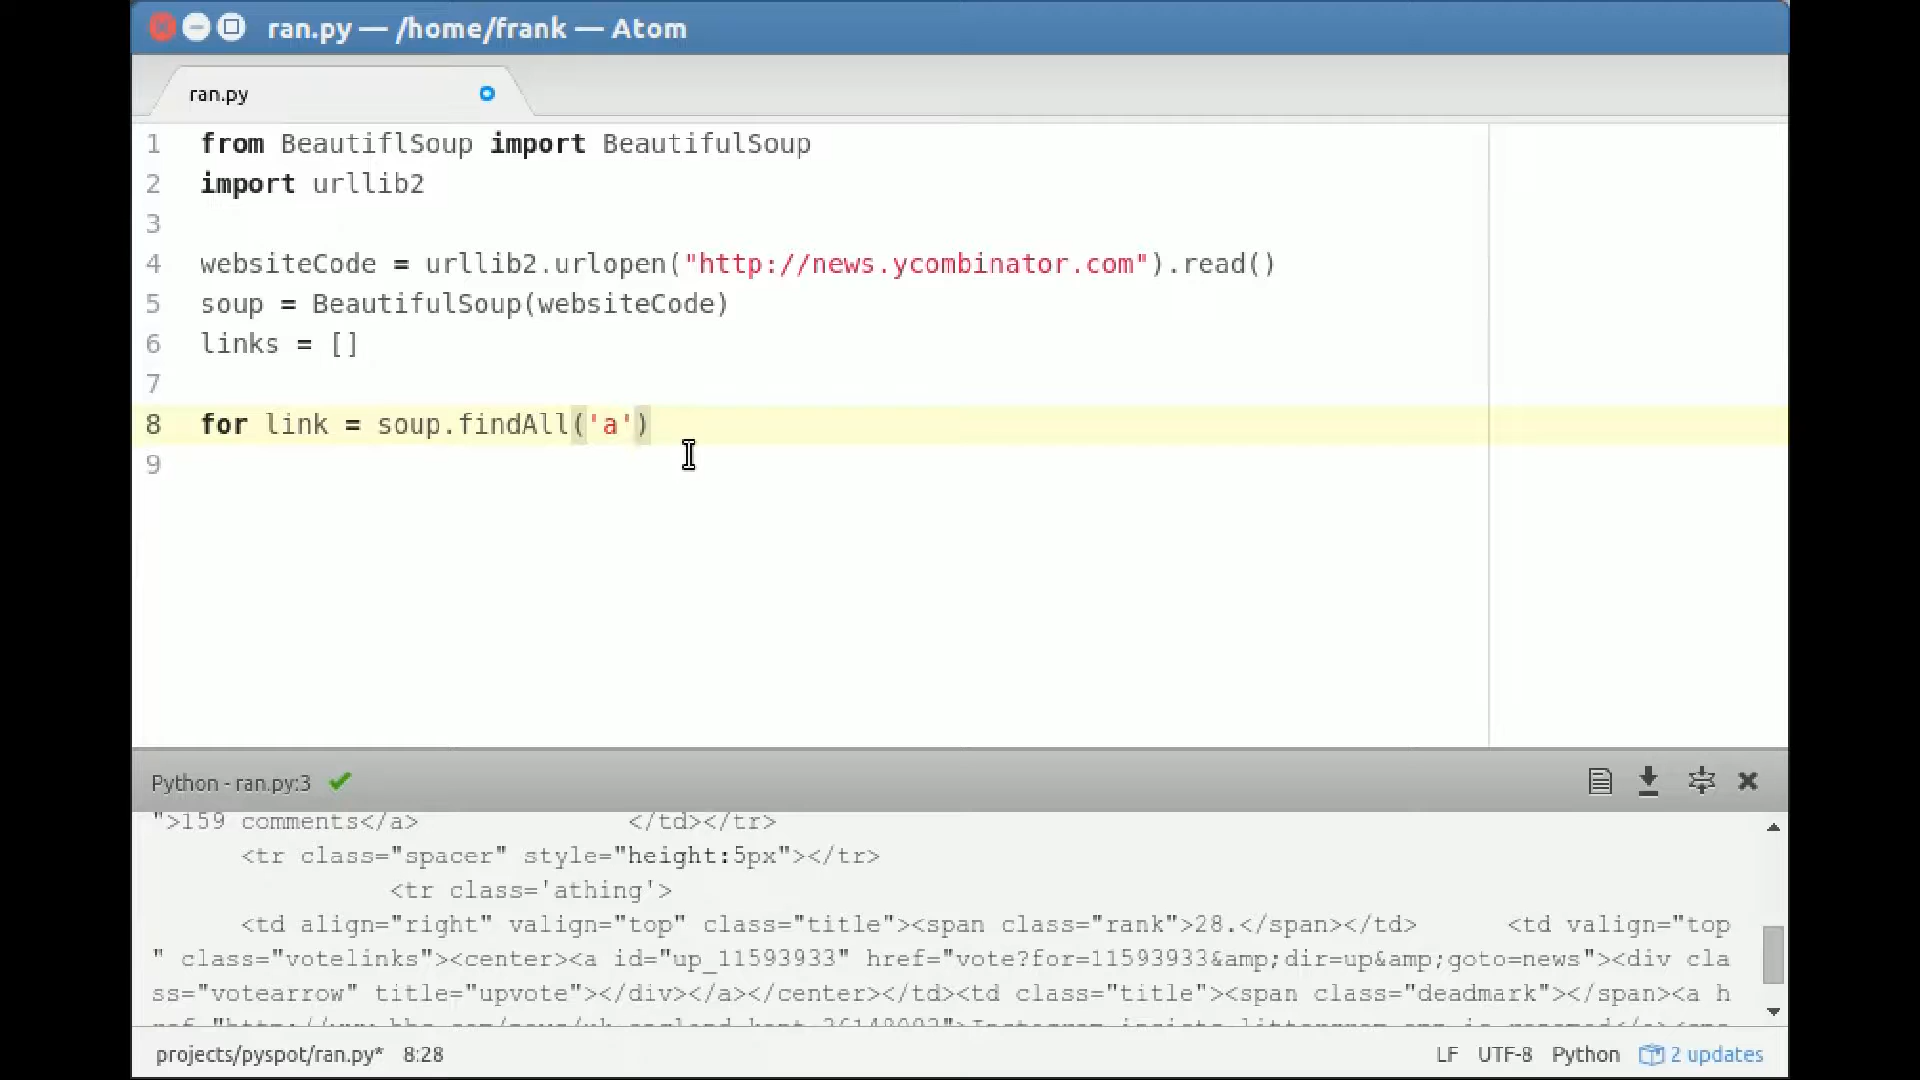 ran.py — /home/frank — Atom
ran.py
1 from BeautiflSoup import BeautifulSoup
2 import urllib2
3
4 websiteCode = urllib2.urlopen("http://news.ycombinator.com").read()
5 soup = BeautifulSoup(websiteCode)
6 links = []
7
8 for link = soup.findAll('a')
9
Python - ran.py:3
">159 comments</a> </td></tr>
<tr class="spacer" style="height:5px"></tr>
<tr class='athing'>
<td align="right" valign="top" class="title"><span class="rank">28.</span></td> <td valign="top
" class="votelinks"><center><a id="up_11593933" href="vote?for=11593933&amp;dir=up&amp;goto=news"><div cla
ss="votearrow" title="upvote"></div></a></center></td><td class="title"><span class="deadmark"></span><a h
projects/pyspot/ran.py* 8:28
LF UTF-8 Python 2 updates